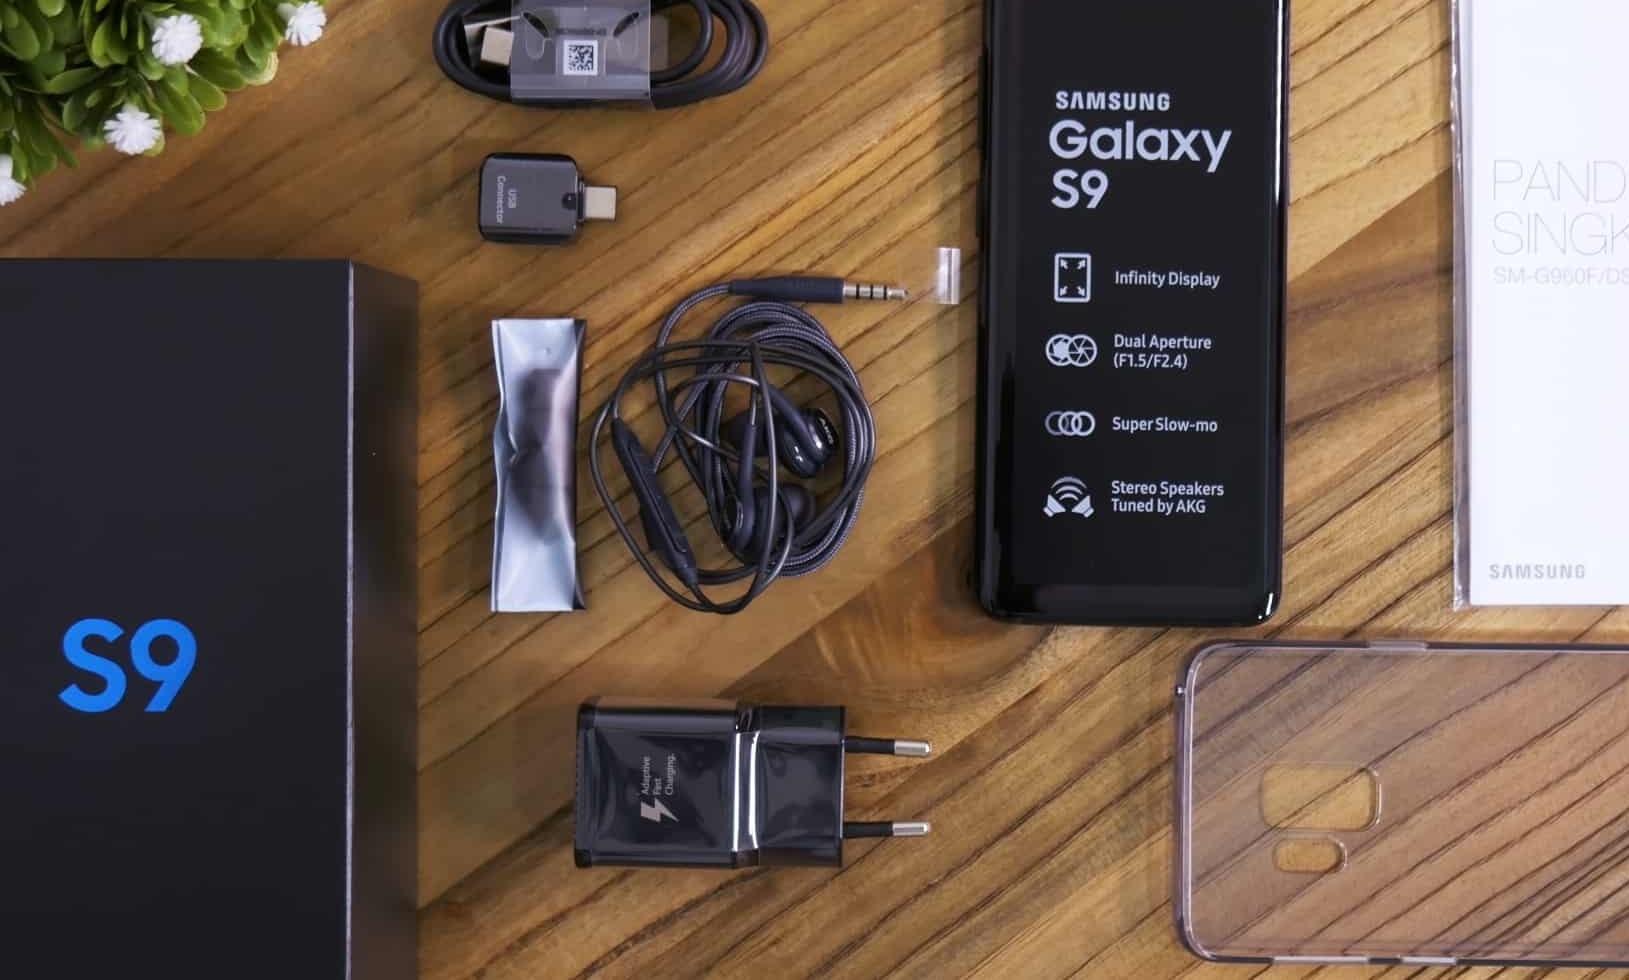 SAMSUNG
Galaxy
S9
Infinity Display
Dual Aperture
(F1.5/F2.4)
Super Slow-mo
Stereo Speakers
Tuned by AKG
USB
Connector
AKG
S9
Adaptive
Fast
Charging
PAND
SINGK
SM-G960F/DS
SAMSUNG